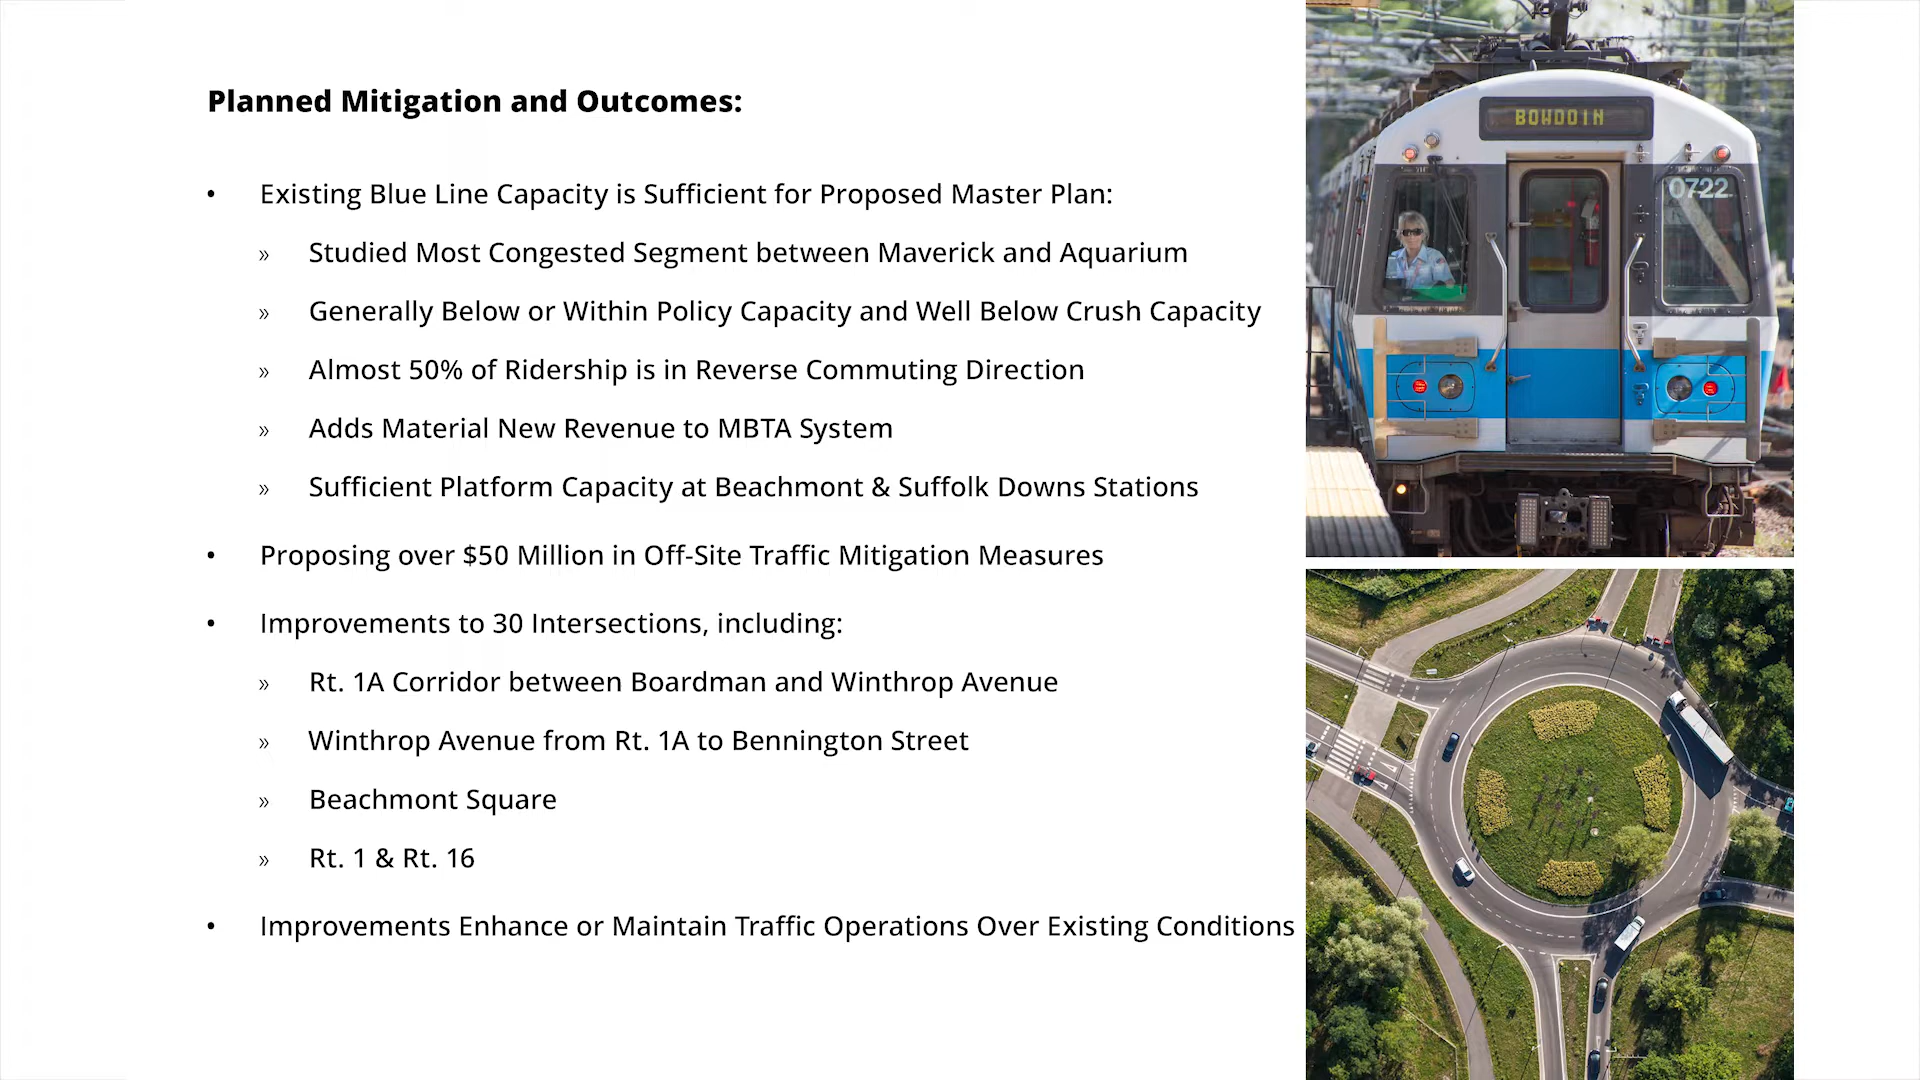 Planned Mitigation and Outcomes:
• Existing Blue Line Capacity is Sufficient for Proposed Master Plan:
» Studied Most Congested Segment between Maverick and Aquarium
» Generally Below or Within Policy Capacity and Well Below Crush Capacity
» Almost 50% of Ridership is in Reverse Commuting Direction
» Adds Material New Revenue to MBTA System
» Sufficient Platform Capacity at Beachmont & Suffolk Downs Stations
• Proposing over $50 Million in Off-Site Traffic Mitigation Measures
• Improvements to 30 Intersections, including:
» Rt. 1A Corridor between Boardman and Winthrop Avenue
» Winthrop Avenue from Rt. 1A to Bennington Street
» Beachmont Square
» Rt. 1 & Rt. 16
• Improvements Enhance or Maintain Traffic Operations Over Existing Conditions
BOWDOIN
0722